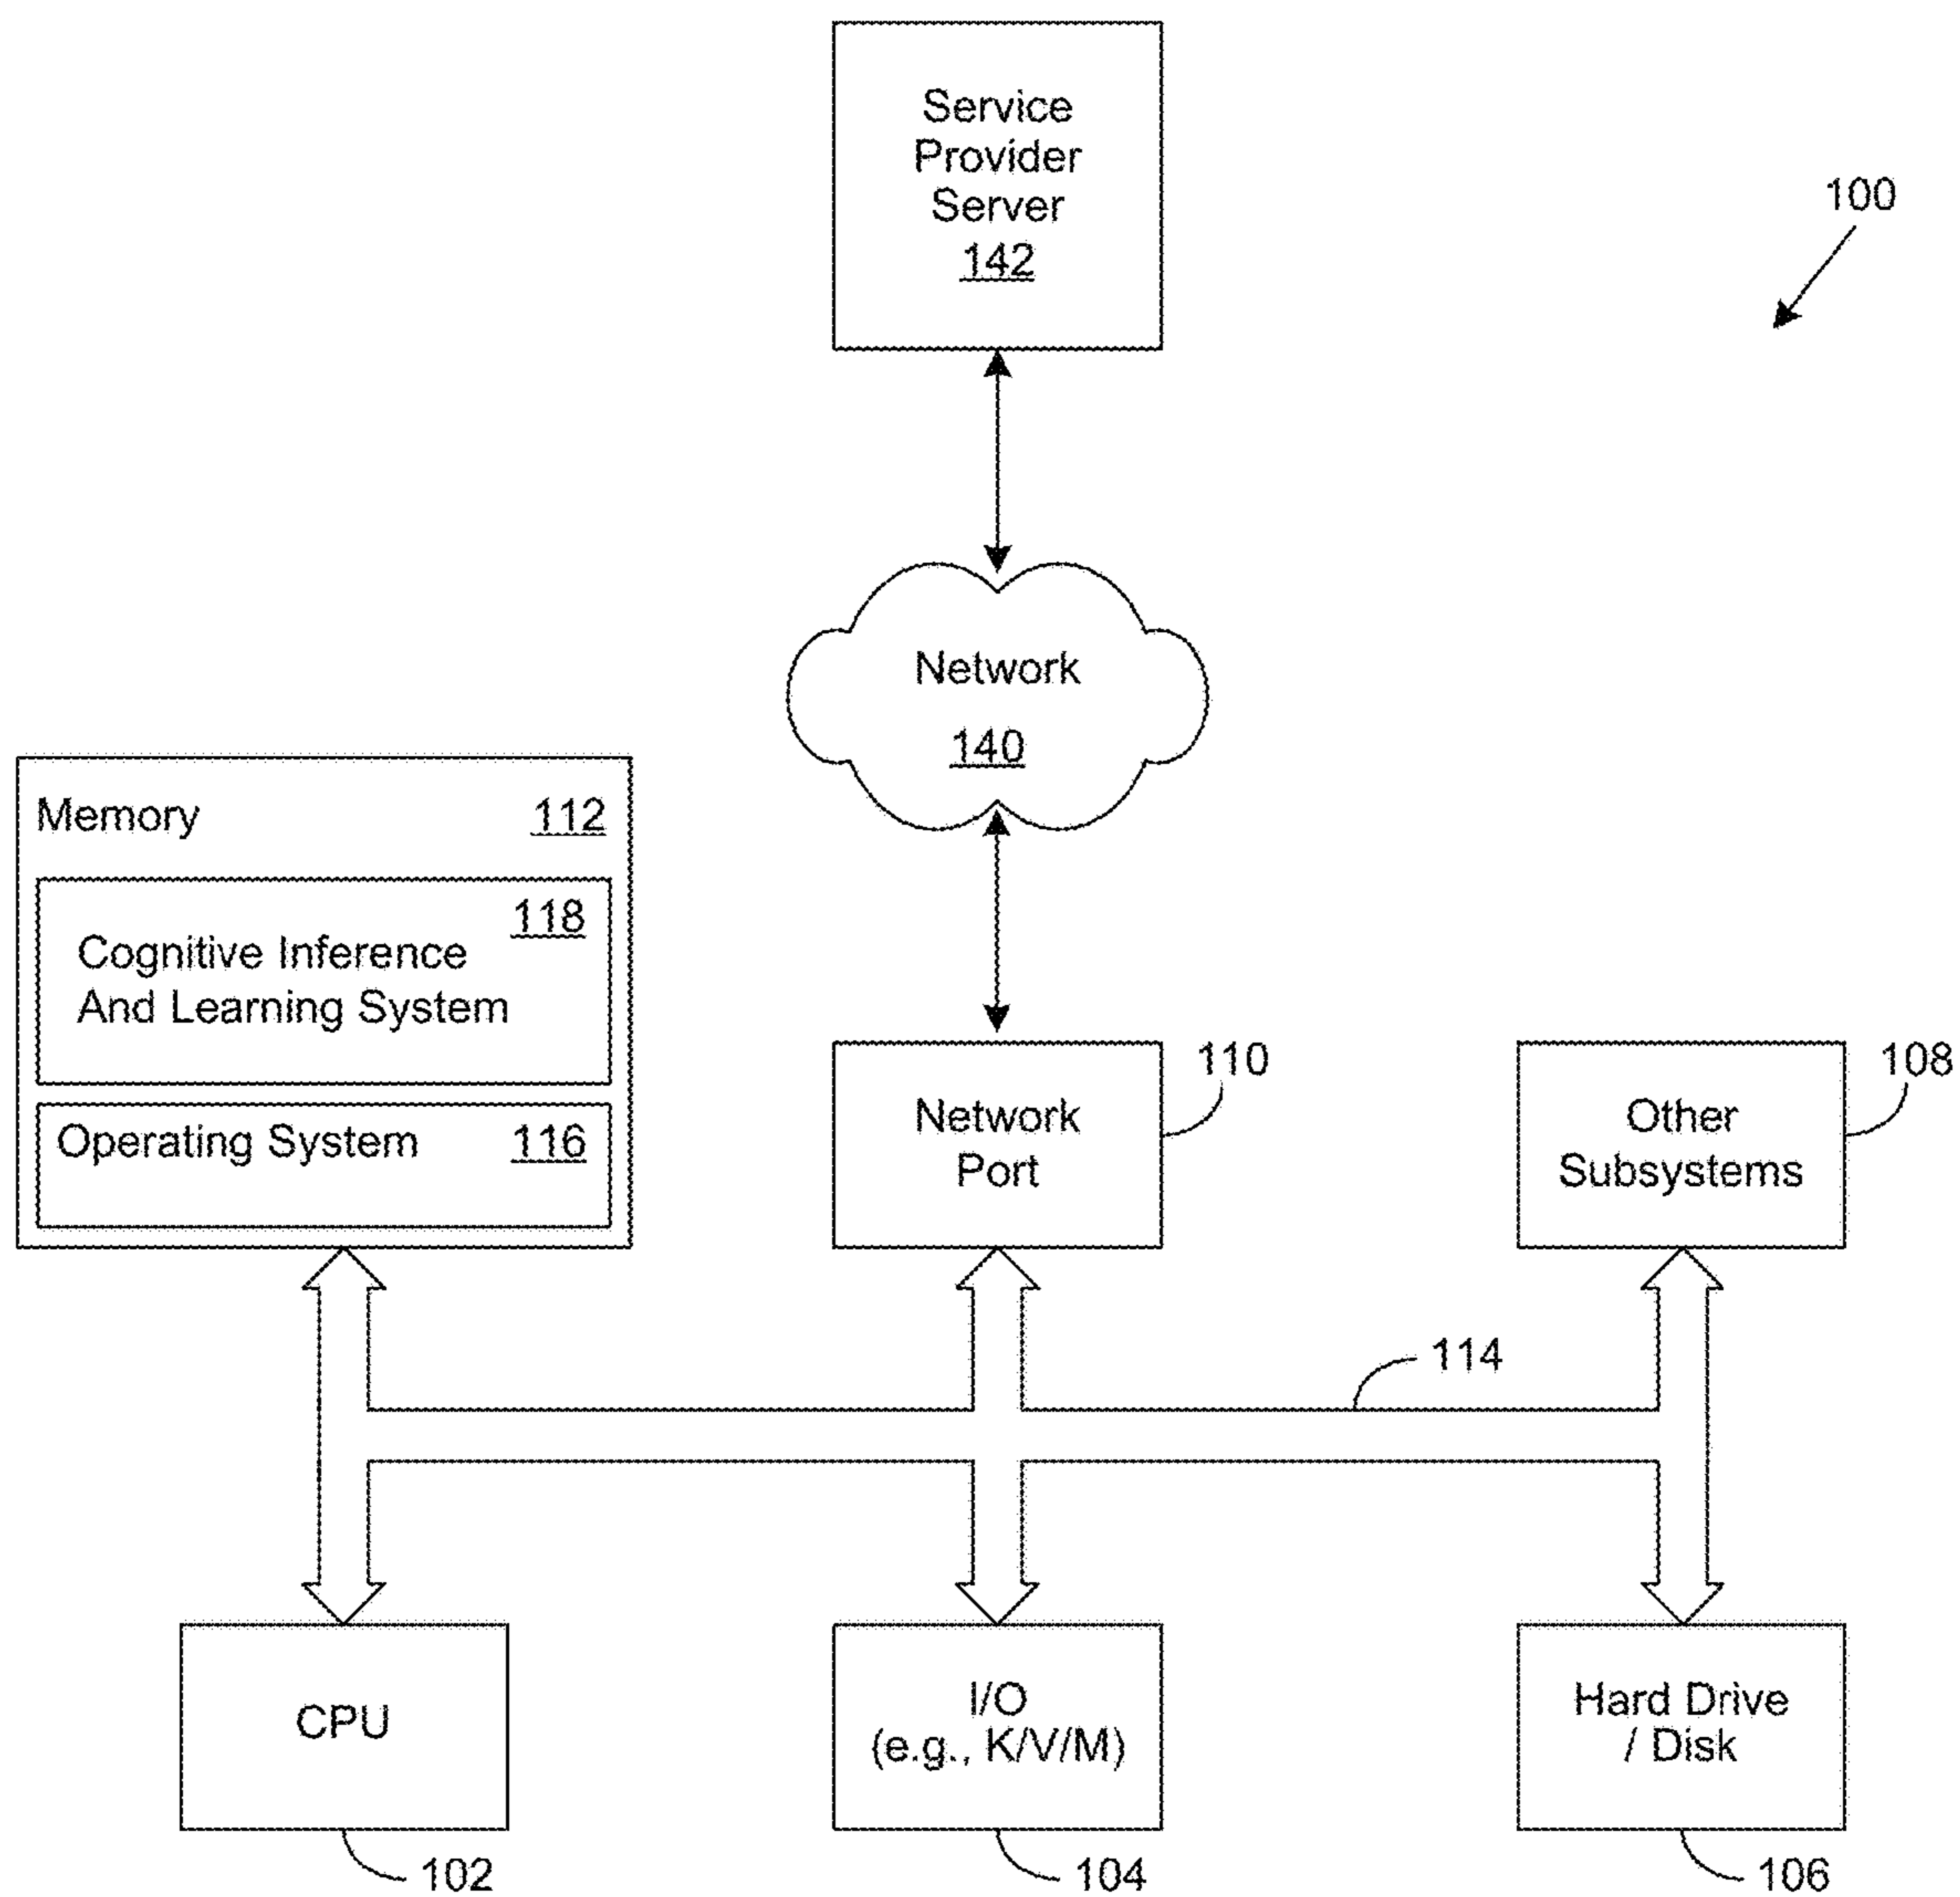 Service
Provider
Server
142
100
Network
140
Memory 112
118
Cognitive Inference
And Learning System
Operating System 116
Network
Port
110
Other
Subsystems
108
114
CPU
102
I/O
(e.g., K/V/M)
104
Hard Drive
/ Disk
106